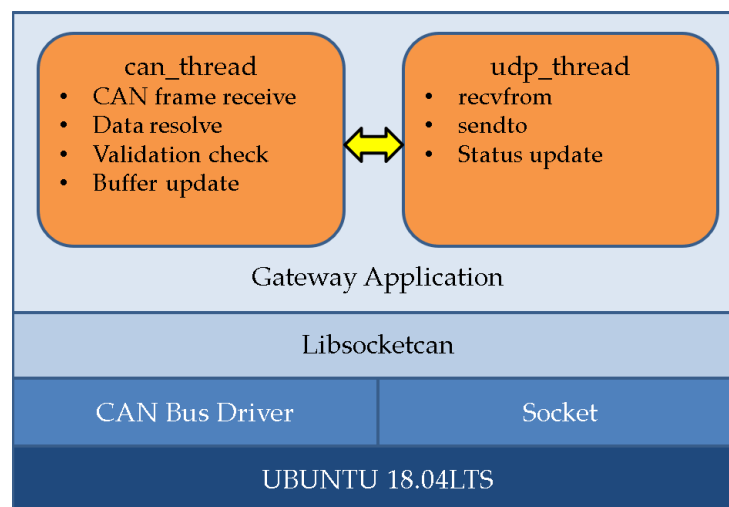 can_thread
• CAN frame receive
• Data resolve
• Validation check
• Buffer update
udp_thread
• recvfrom
• sendto
• Status update
Gateway Application
Libsocketcan
CAN Bus Driver
Socket
UBUNTU 18.04LTS